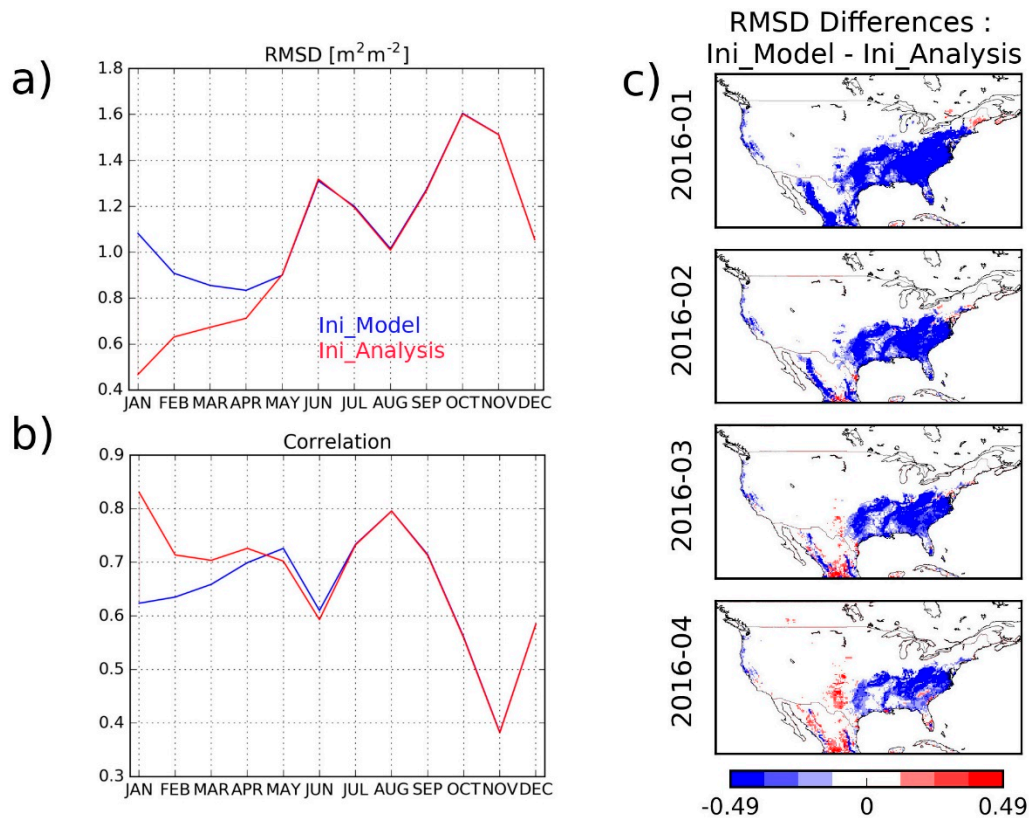 a)
RMSD [m²m⁻²]
1.8
1.6
1.4
1.2
1.0
0.8
0.6
0.4
Ini_Model
Ini_Analysis
JAN FEB MAR APR MAY JUN JUL AUG SEP OCT NOV DEC
b)
Correlation
0.9
0.8
0.7
0.6
0.5
0.4
0.3
JAN FEB MAR APR MAY JUN JUL AUG SEP OCT NOV DEC
RMSD Differences :
Ini_Model - Ini_Analysis
c)
2016-01
2016-02
2016-03
2016-04
-0.49 0 0.49